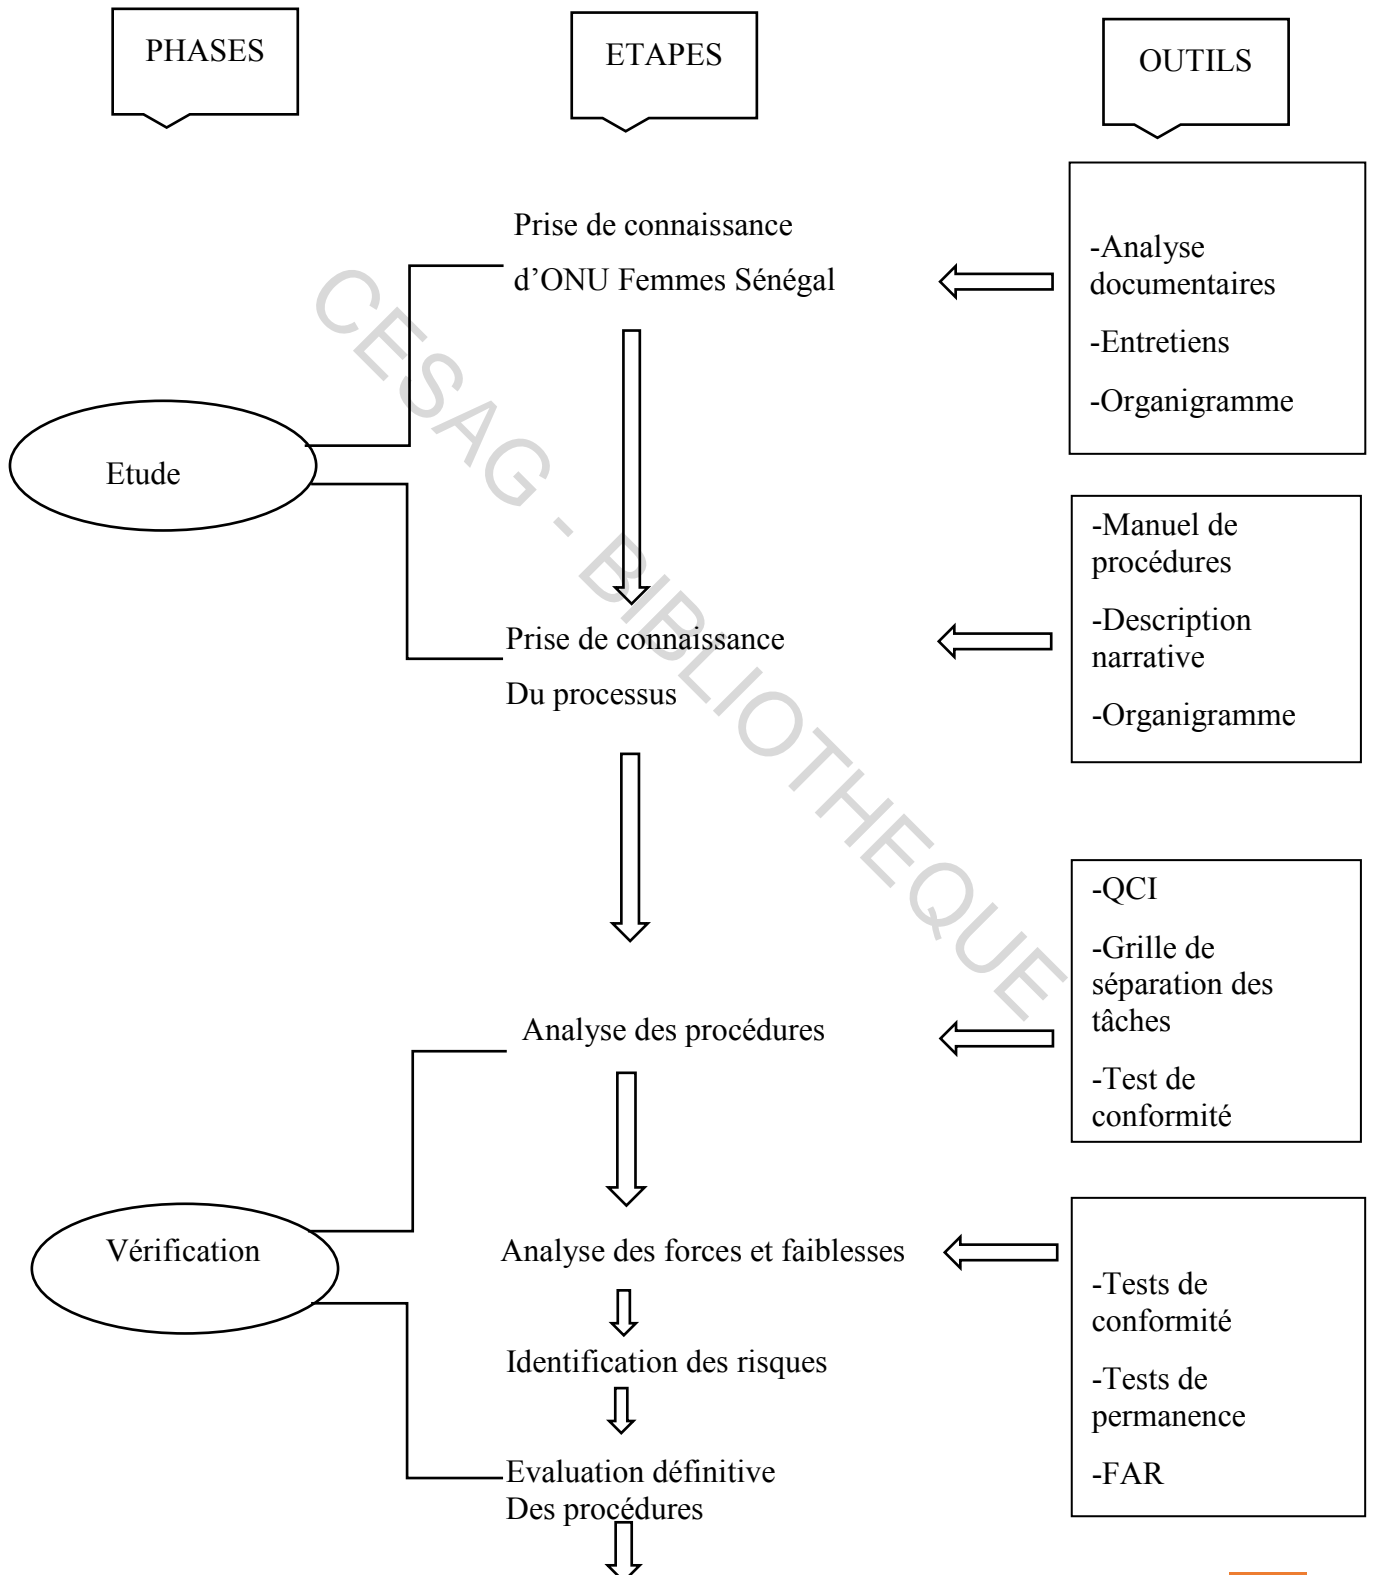 PHASES
ETAPES
OUTILS
Prise de connaissance
d’ONU Femmes Sénégal
-Analyse
documentaires
-Entretiens
-Organigramme
Etude
-Manuel de
procédures
-Description
narrative
-Organigramme
Prise de connaissance
Du processus
-QCI
-Grille de
séparation des
tâches
-Test de
conformité
Analyse des procédures
Vérification
Analyse des forces et faiblesses
-Tests de
conformité
-Tests de
permanence
-FAR
Identification des risques
Evaluation définitive
Des procédures
CESAG - BIBLIOTHEQUE